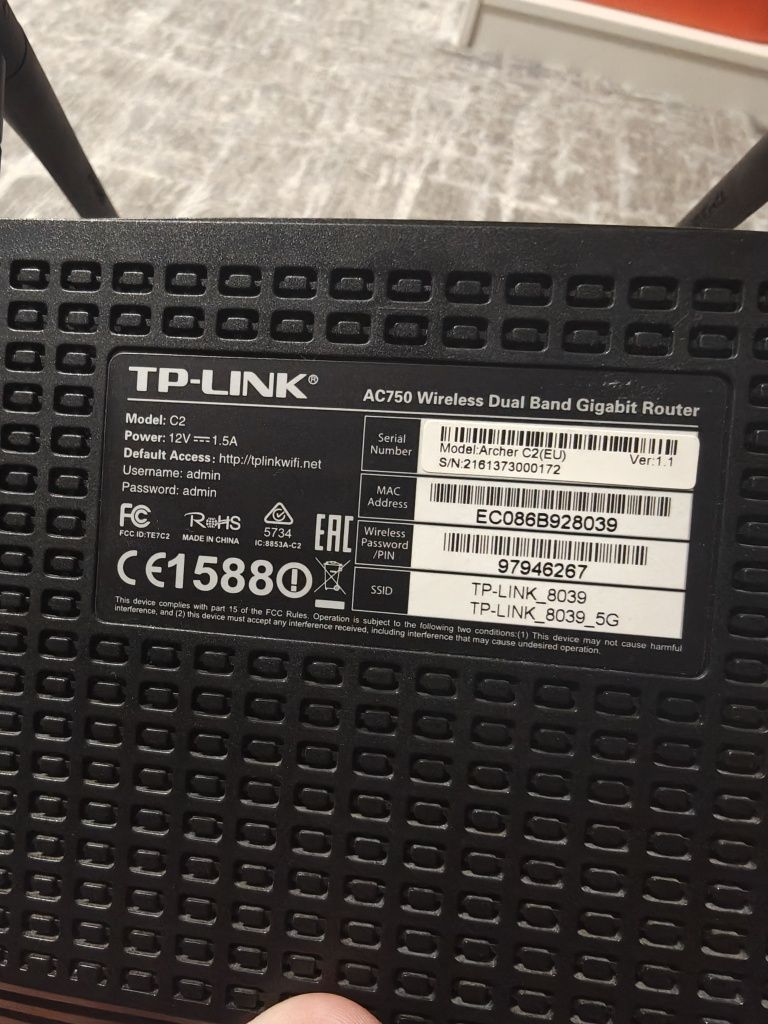 TP-LINK®
AC750 Wireless Dual Band Gigabit Router
Model: C2
Power: 12V⎓1.5A
Default Access: http://tplinkwifi.net
Username: admin
Password: admin
Serial Number
Model:Archer C2(EU) Ver:1.1
S/N:2161373000172
MAC Address
EC086B928039
Wireless Password /PIN
97946267
SSID
TP-LINK_8039
TP-LINK_8039_5G
FC
FCC ID:TE7C2
RoHS
MADE IN CHINA
5734
IC:8853A-C2
EAC
CE1588
This device complies with part 15 of the FCC Rules. Operation is subject to the following two conditions:(1) This device may not cause harmful
interference, and (2) this device must accept any interference received, including interference that may cause undesired operation.